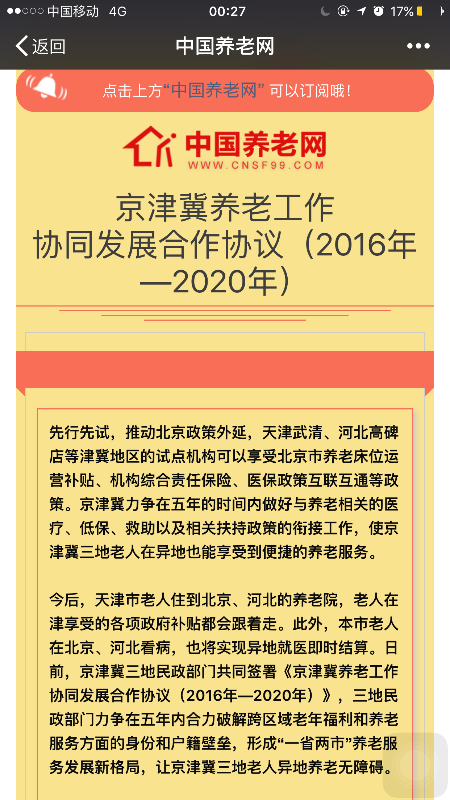 中国移动 4G 00:27 17%
返回 中国养老网
点击上方“中国养老网”可以订阅哦！
中国养老网
WWW.CNSF99.COM
京津冀养老工作
协同发展合作协议（2016年
—2020年）
先行先试，推动北京政策外延，天津武清、河北高碑
店等津冀地区的试点机构可以享受北京市养老床位运
营补贴、机构综合责任保险、医保政策互联互通等政
策。京津冀力争在五年的时间内做好与养老相关的医
疗、低保、救助以及相关扶持政策的衔接工作，使京
津冀三地老人在异地也能享受到便捷的养老服务。
今后，天津市老人住到北京、河北的养老院，老人在
津享受的各项政府补贴都会跟着走。此外，本市老人
在北京、河北看病，也将实现异地就医即时结算。日
前，京津冀三地民政部门共同签署《京津冀养老工作
协同发展合作协议（2016年—2020年）》，三地民
政部门力争在五年内合力破解跨区域老年福利和养老
服务方面的身份和户籍壁垒，形成“一省两市”养老服
务发展新格局，让京津冀三地老人异地养老无障碍。